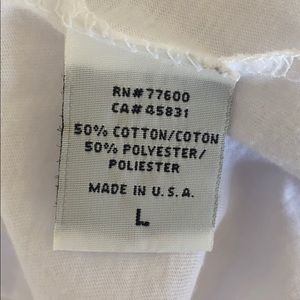 RN#77600
CA#45831
50% COTTON/COTON
50% POLYESTER/
POLIESTER
MADE IN U.S.A.
L